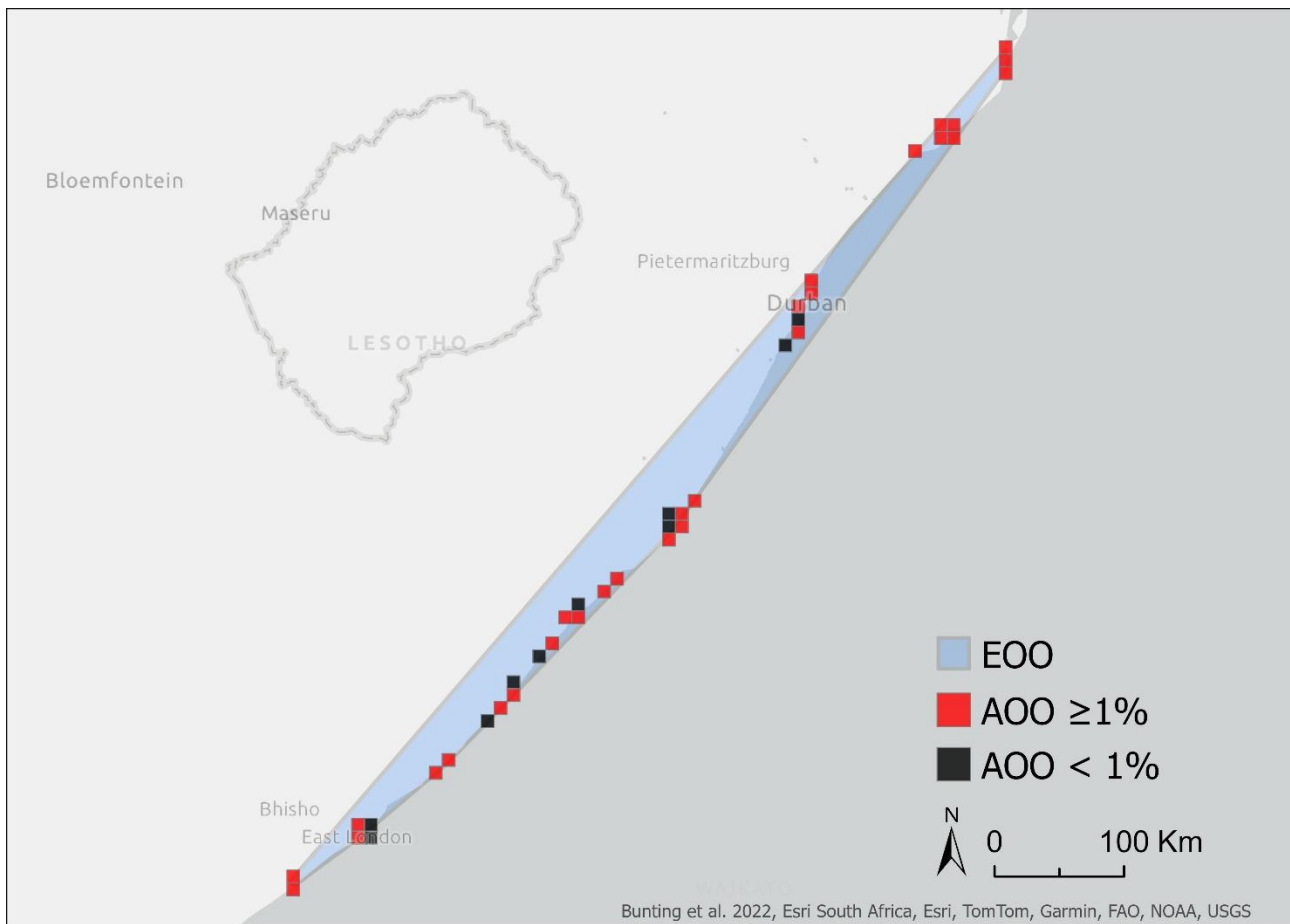 Bloemfontein
Maseru
Pietermaritzburg
Durban
LESOTHO
EOO
AOO ≥1%
AOO < 1%
Bhisho
East London
N
0 100 Km
WAIKATO
Bunting et al. 2022, Esri South Africa, Esri, TomTom, Garmin, FAO, NOAA, USGS